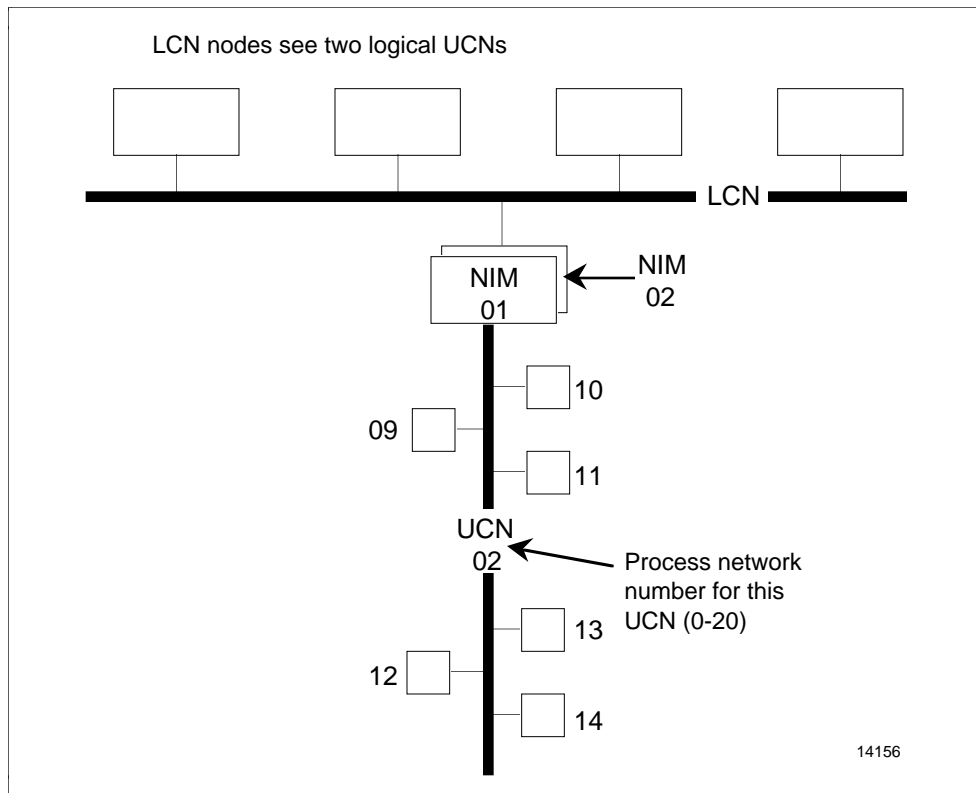 LCN nodes see two logical UCNs
LCN
NIM
01
NIM
02
10
09
11
UCN
02
Process network
number for this
UCN (0-20)
13
12
14
14156